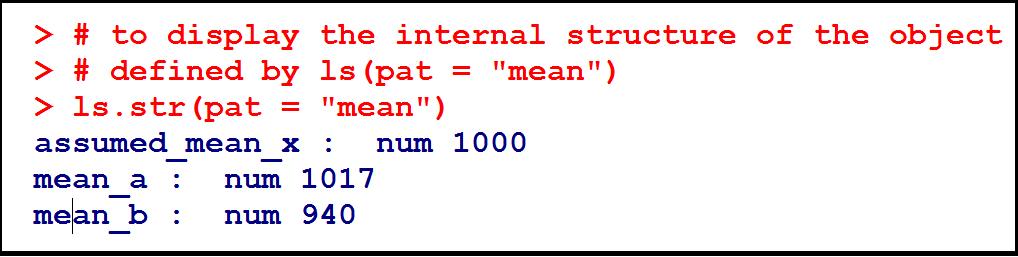 > # to display the internal structure of the object
> # defined by ls(pat = "mean")
> ls.str(pat = "mean")
assumed_mean_x :  num 1000
mean_a :  num 1017
mean_b :  num 940